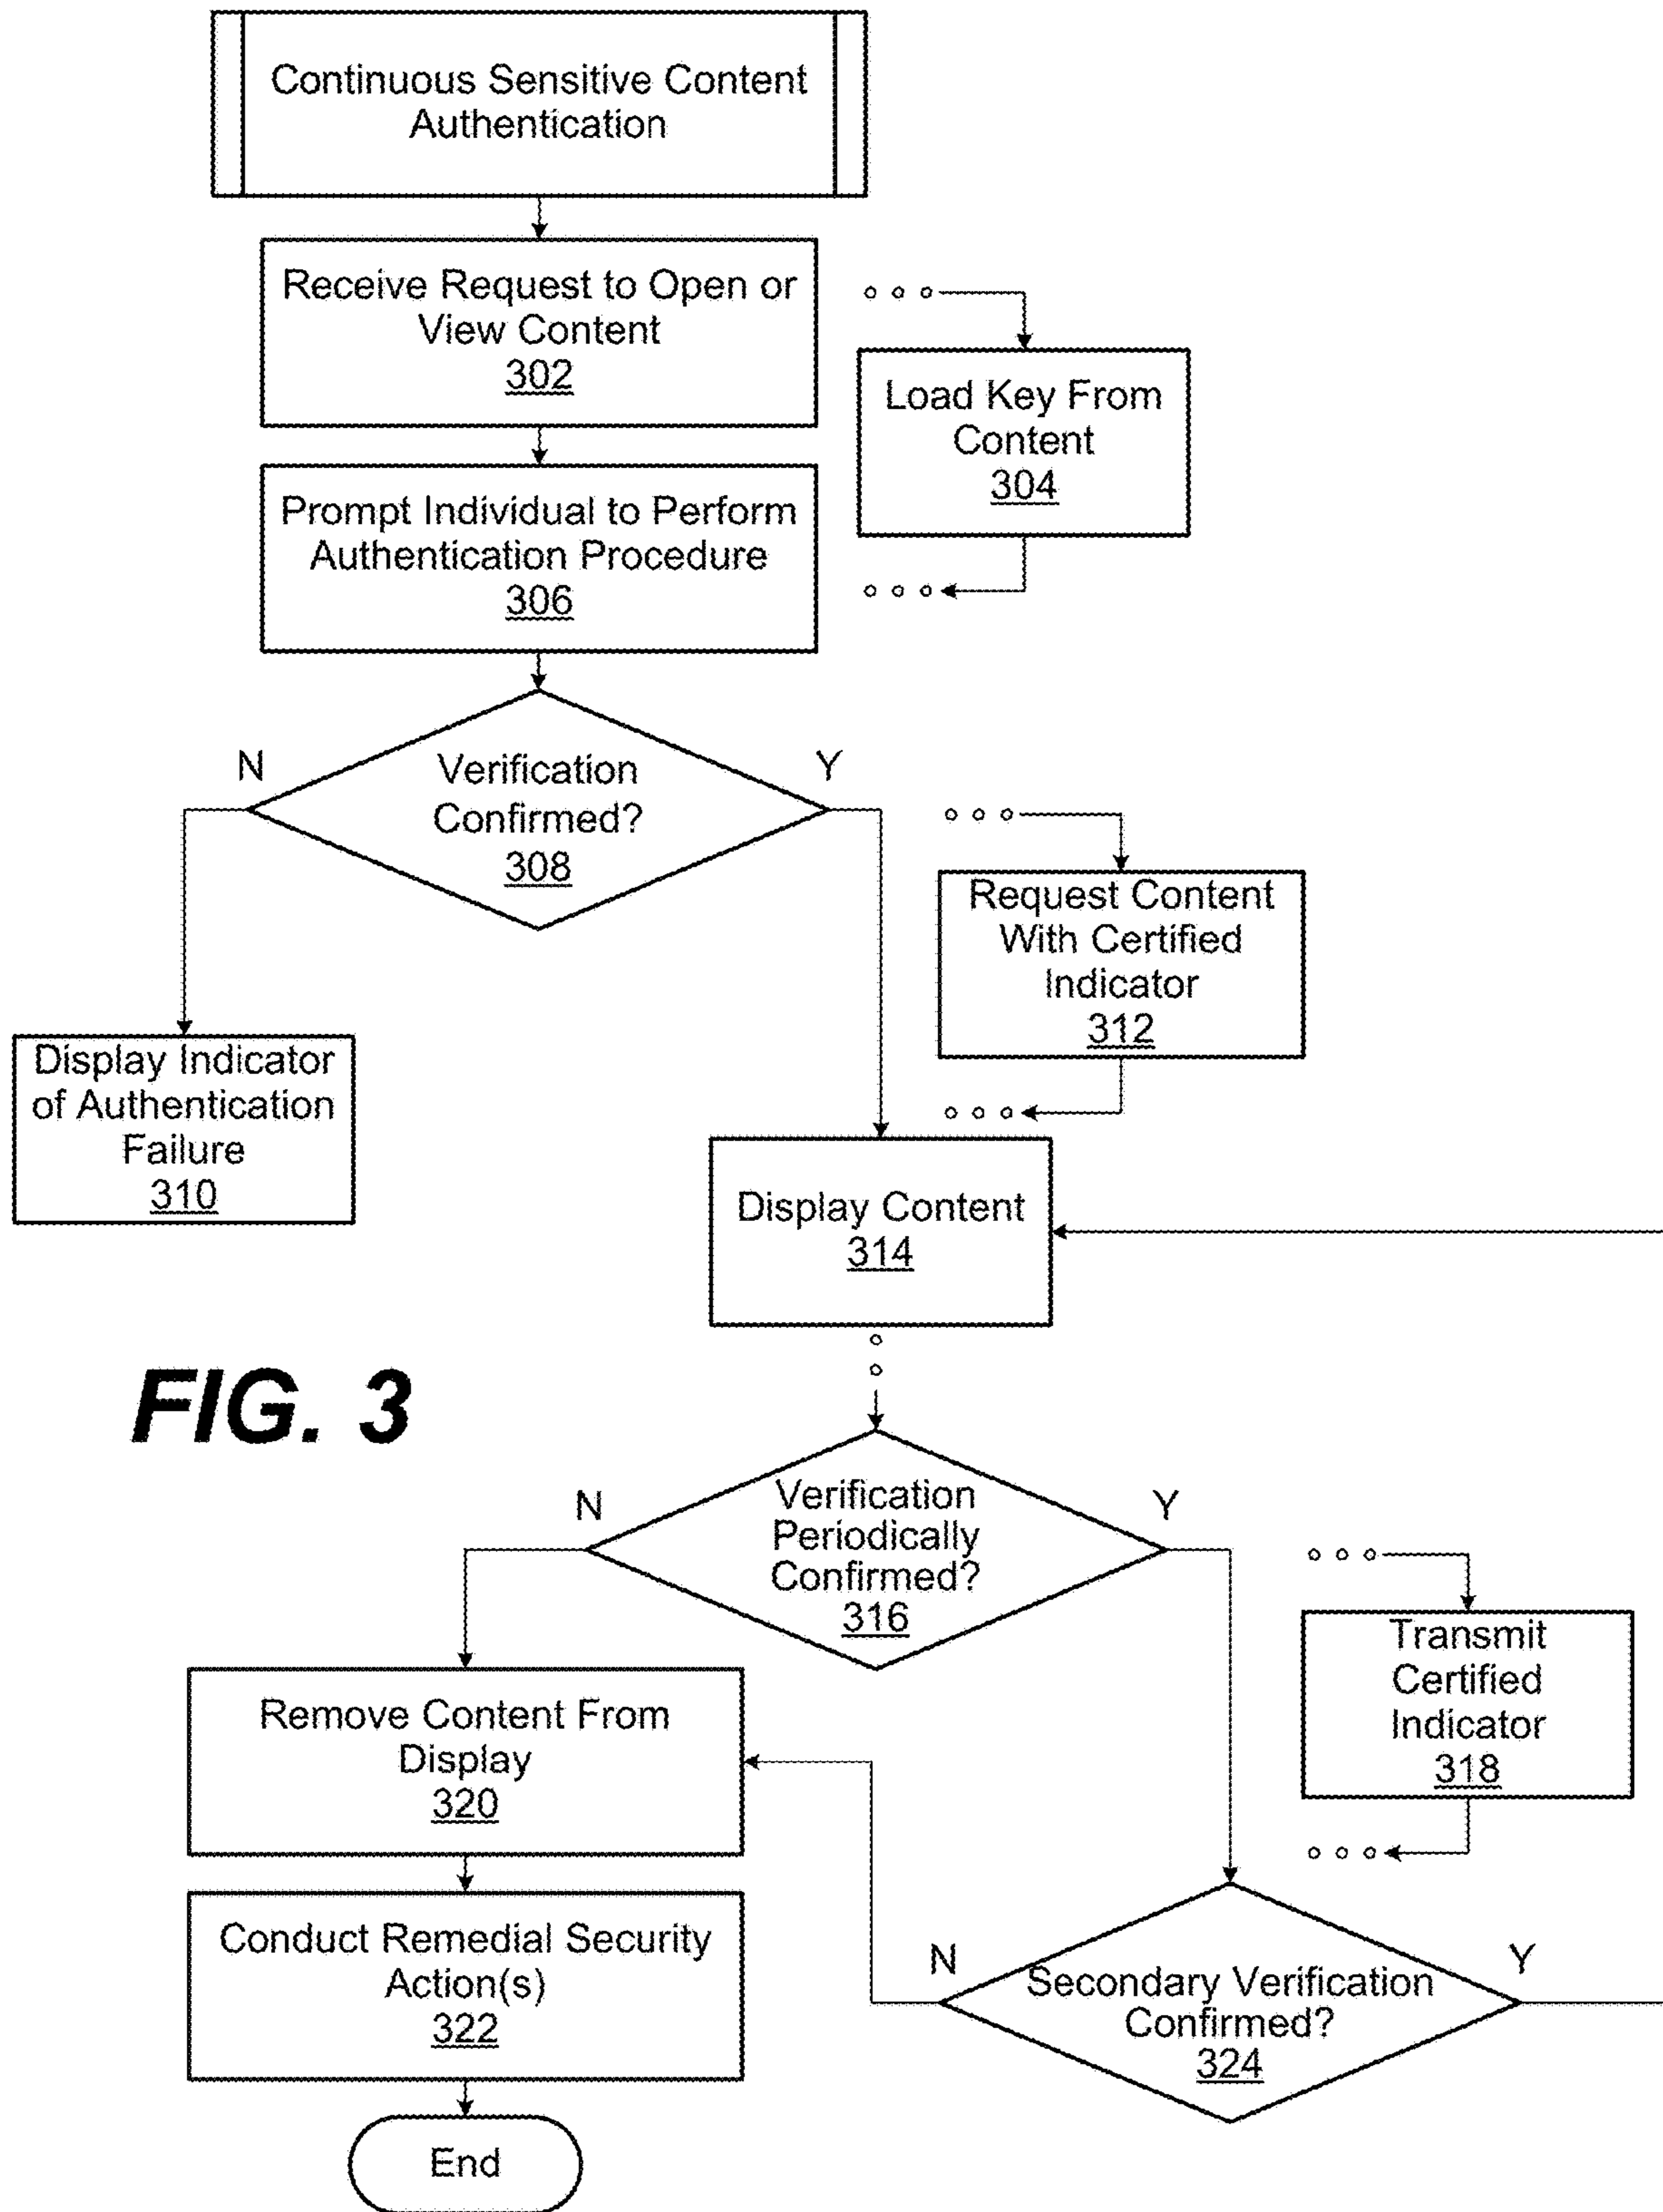 Continuous Sensitive Content
Authentication
Receive Request to Open or
View Content
302
Load Key From
Content
304
Prompt Individual to Perform
Authentication Procedure
306
N
Y
Verification
Confirmed?
308
Request Content
With Certified
Indicator
312
Display Indicator
of Authentication
Failure
310
Display Content
314
FIG. 3
N
Y
Verification
Periodically
Confirmed?
316
Transmit
Certified
Indicator
318
Remove Content From
Display
320
Conduct Remedial Security
Action(s)
322
N
Y
Secondary Verification
Confirmed?
324
End